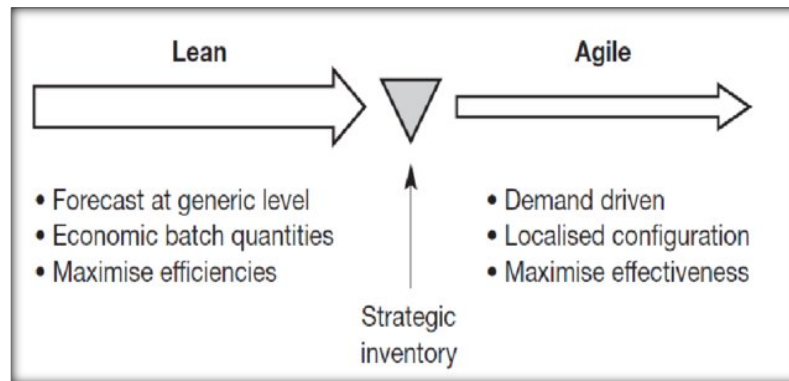 Lean
Agile
• Forecast at generic level
• Economic batch quantities
• Maximise efficiencies
• Demand driven
• Localised configuration
• Maximise effectiveness
Strategic
inventory